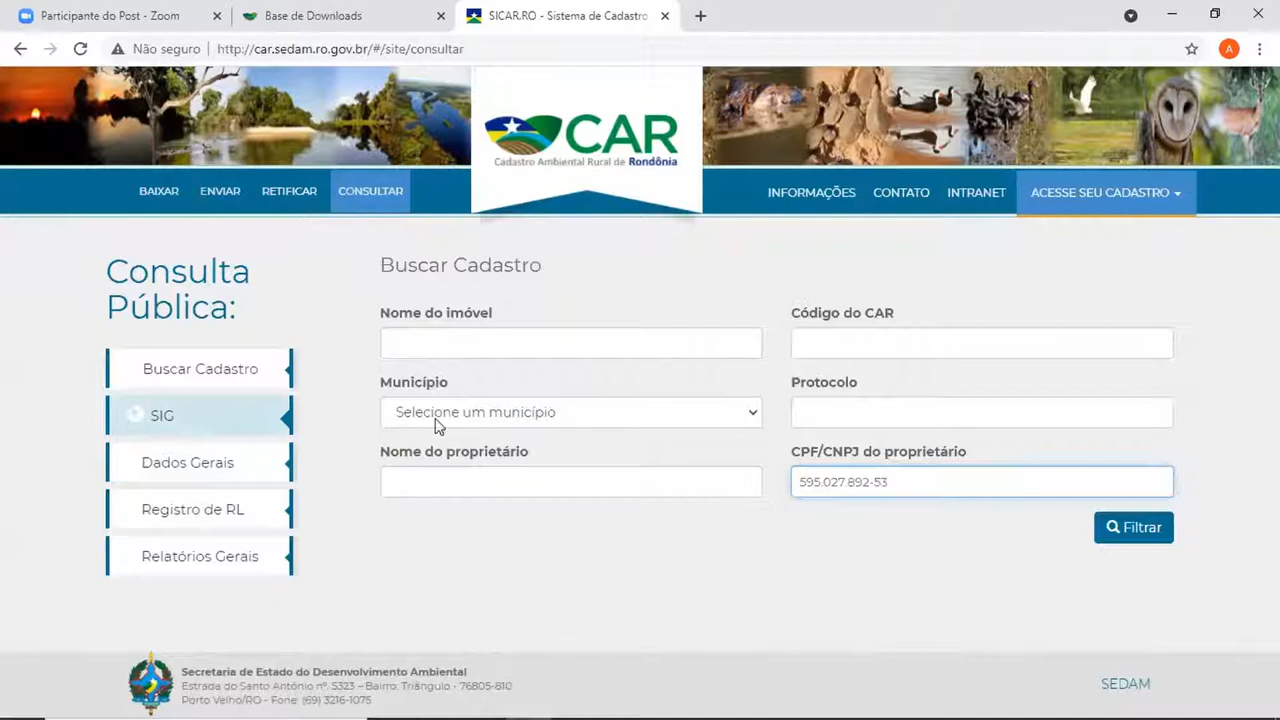 Participante do Post - Zoom
Base de Downloads
SICAR.RO - Sistema de Cadastro
Não seguro
http://car.sedam.ro.gov.br/#/site/consultar
A
CAR
Cadastro Ambiental Rural de Rondônia
BAIXAR
ENVIAR
RETIFICAR
CONSULTAR
INFORMAÇÕES
CONTATO
INTRANET
ACESSE SEU CADASTRO
Consulta
Pública:
Buscar Cadastro
SIG
Dados Gerais
Registro de RL
Relatórios Gerais
Buscar Cadastro
Nome do imóvel
Código do CAR
Município
Protocolo
Selecione um município
Nome do proprietário
CPF/CNPJ do proprietário
595.027.892-53
Filtrar
Secretaria de Estado do Desenvolvimento Ambiental
Estrada do Santo Antônio nº. 5323 – Bairro: Triângulo - 76805-810
Porto Velho/RO - Fone: (69) 3216-1075
SEDAM